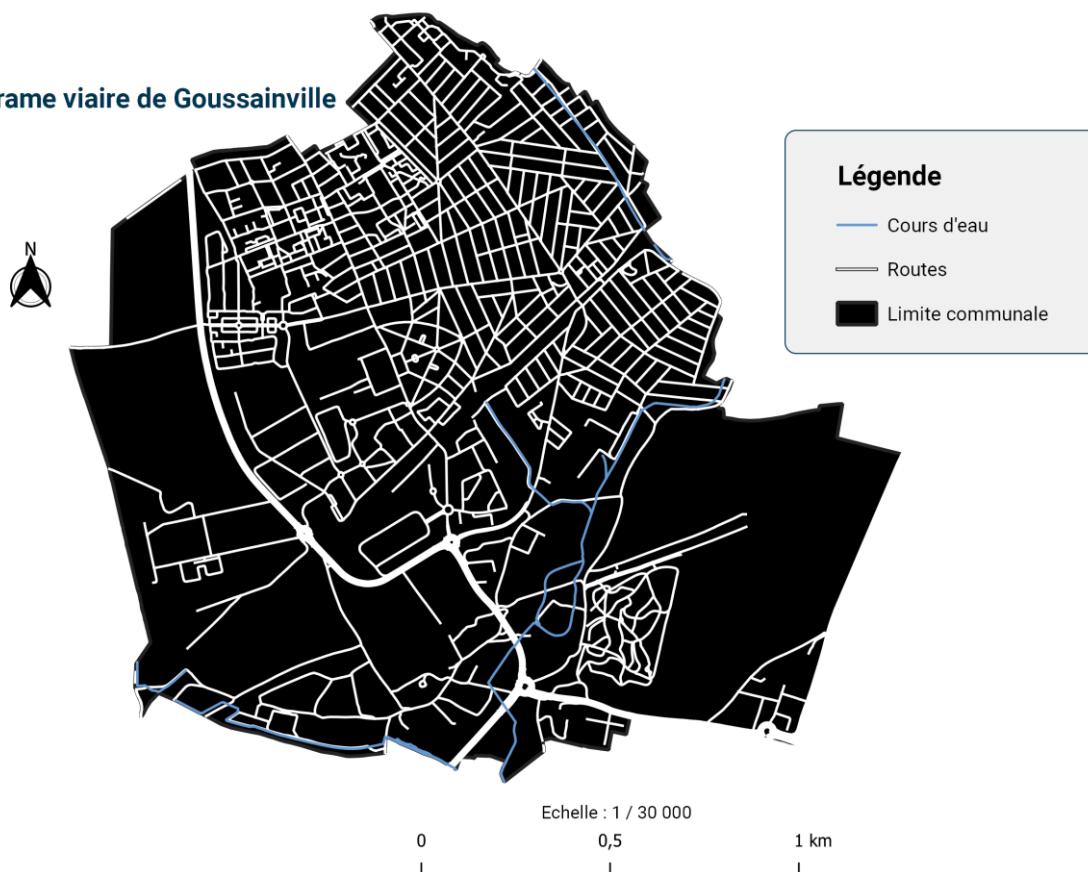 rame viaire de Goussainville
Légende
N
Cours d'eau
Routes
Limite communale
Echelle : 1 / 30 000
0 0,5 1 km